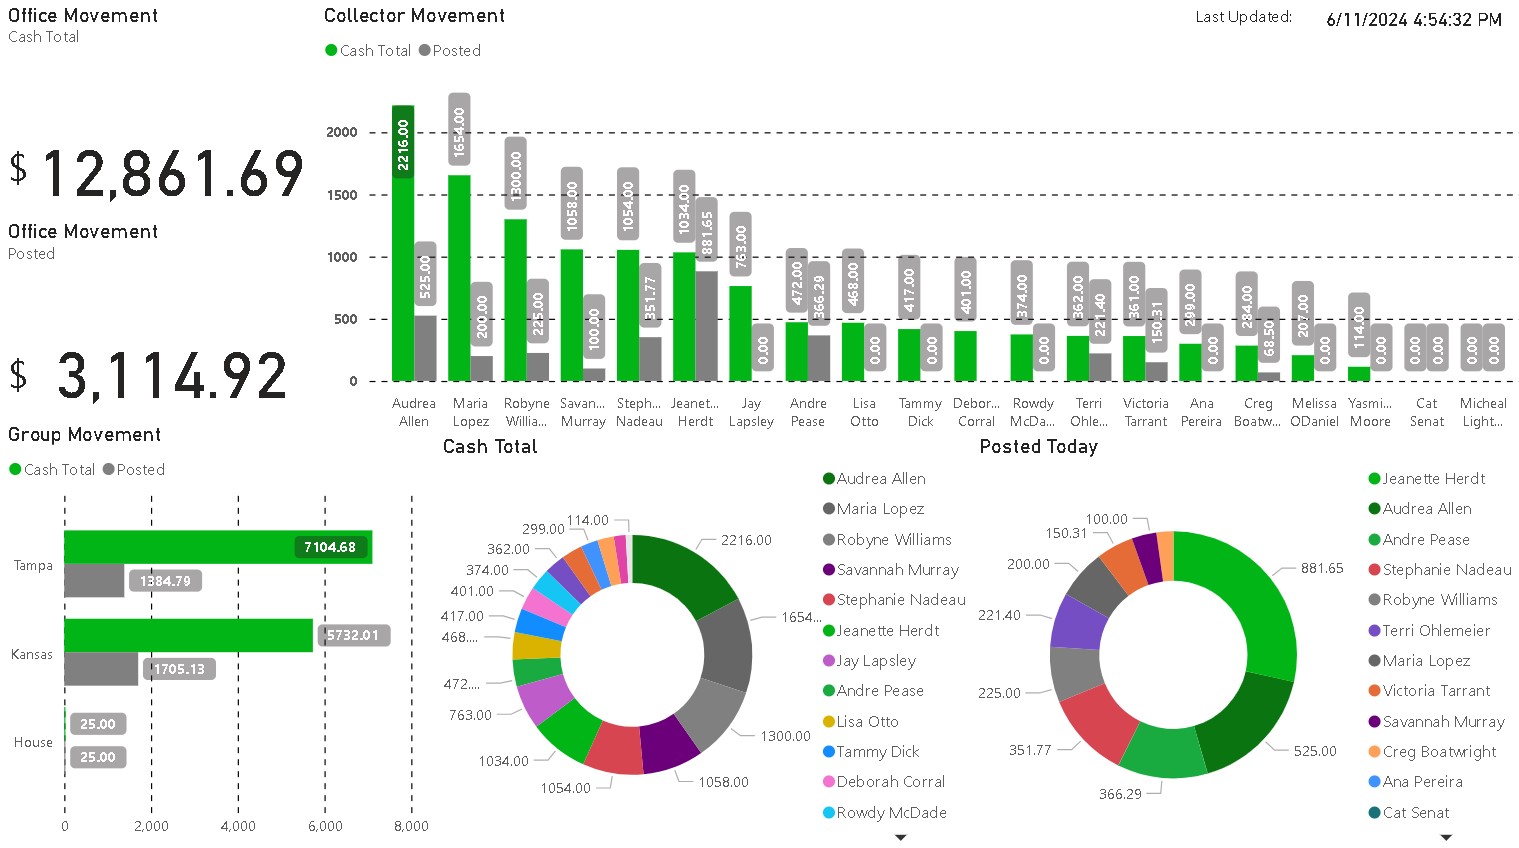 Office Movement
Cash Total
$ 12,861.69
Office Movement
Posted
$ 3,114.92
Collector Movement
Cash Total Posted
Last Updated: 6/11/2024 4:54:32 PM
2000
1500
1000
500
0
2216.00
525.00
1654.00
200.00
1300.00
225.00
1058.00
100.00
1054.00
351.77
1034.00
881.65
763.00
0.00
472.00
366.29
468.00
0.00
417.00
0.00
401.00
374.00
0.00
362.00
221.40
361.00
150.31
299.00
0.00
284.00
68.50
207.00
0.00
114.00
0.00
0.00
0.00
0.00
0.00
Audrea Allen
Maria Lopez
Robyne Willia...
Savan... Murray
Steph... Nadeau
Jeanet... Herdt
Jay Lapsley
Andre Pease
Lisa Otto
Tammy Dick
Debor... Corral
Rowdy McDa...
Terri Ohle...
Victoria Tarrant
Ana Pereira
Creg Boatw...
Melissa ODaniel
Yasmi... Moore
Cat Senat
Micheal Light...
Group Movement
Cash Total Posted
Tampa
7104.68
1384.79
Kansas
5732.01
1705.13
House
25.00
25.00
0
2,000
4,000
6,000
8,000
Cash Total
2216.00
1654....
1300.00
1058.00
1054.00
1034.00
763.00
472....
468....
417.00
401.00
374.00
362.00
299.00
114.00
Audrea Allen
Maria Lopez
Robyne Williams
Savannah Murray
Stephanie Nadeau
Jeanette Herdt
Jay Lapsley
Andre Pease
Lisa Otto
Tammy Dick
Deborah Corral
Rowdy McDade
Posted Today
881.65
525.00
366.29
351.77
225.00
221.40
200.00
150.31
100.00
Jeanette Herdt
Audrea Allen
Andre Pease
Stephanie Nadeau
Robyne Williams
Terri Ohlemeier
Maria Lopez
Victoria Tarrant
Savannah Murray
Creg Boatwright
Ana Pereira
Cat Senat